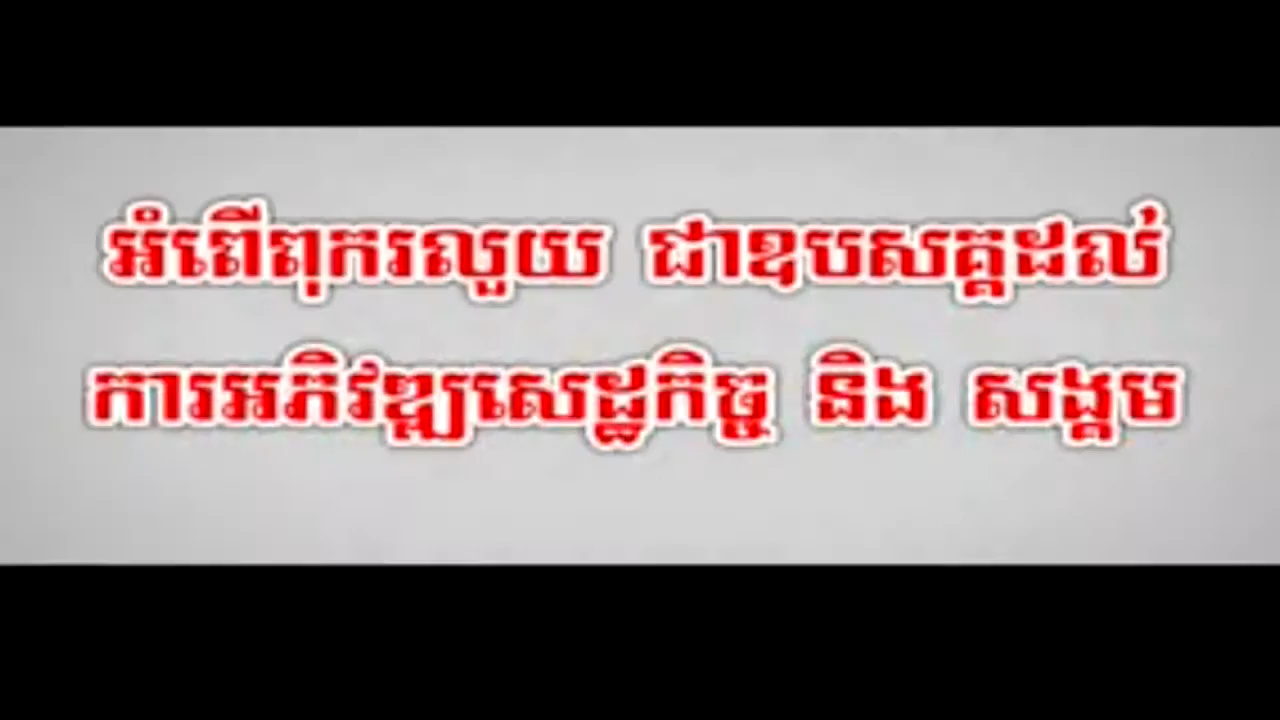 អំពើពុករលួយ ជាឧបសគ្គដល់
ការអភិវឌ្ឍសេដ្ឋកិច្ច និង សង្គម